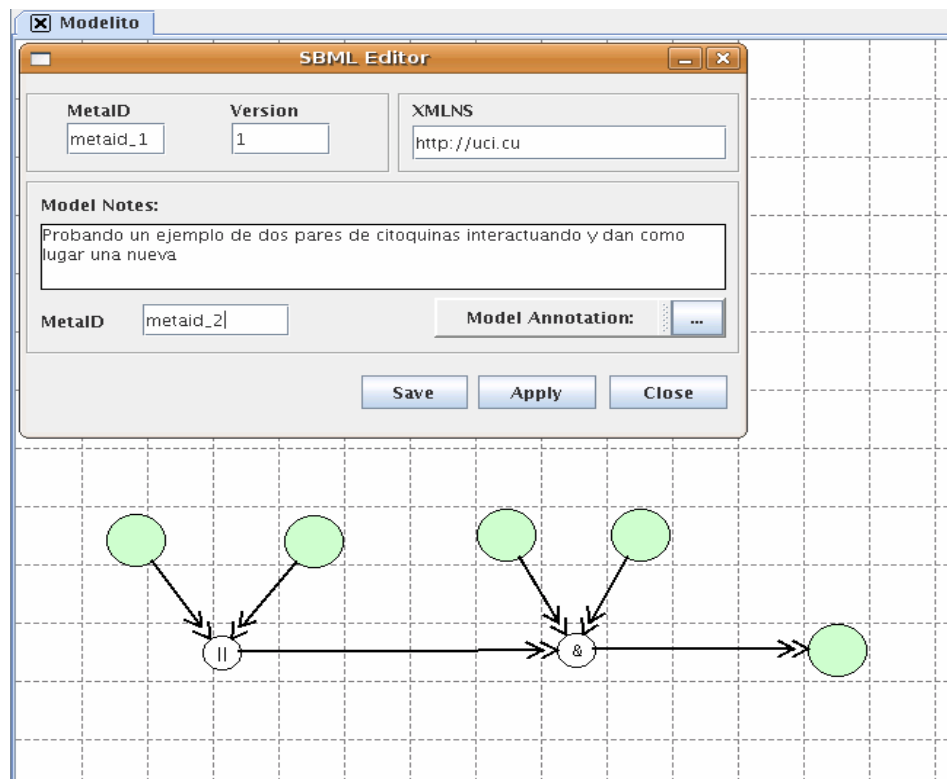 Modelito
SBML Editor
MetaID Version XMLNS
metaid_1 1 http://uci.cu
Model Notes:
Probando un ejemplo de dos pares de citoquinas interactuando y dan como
lugar una nueva
MetaID metaid_2 Model Annotation: ...
Save Apply Close
|| &